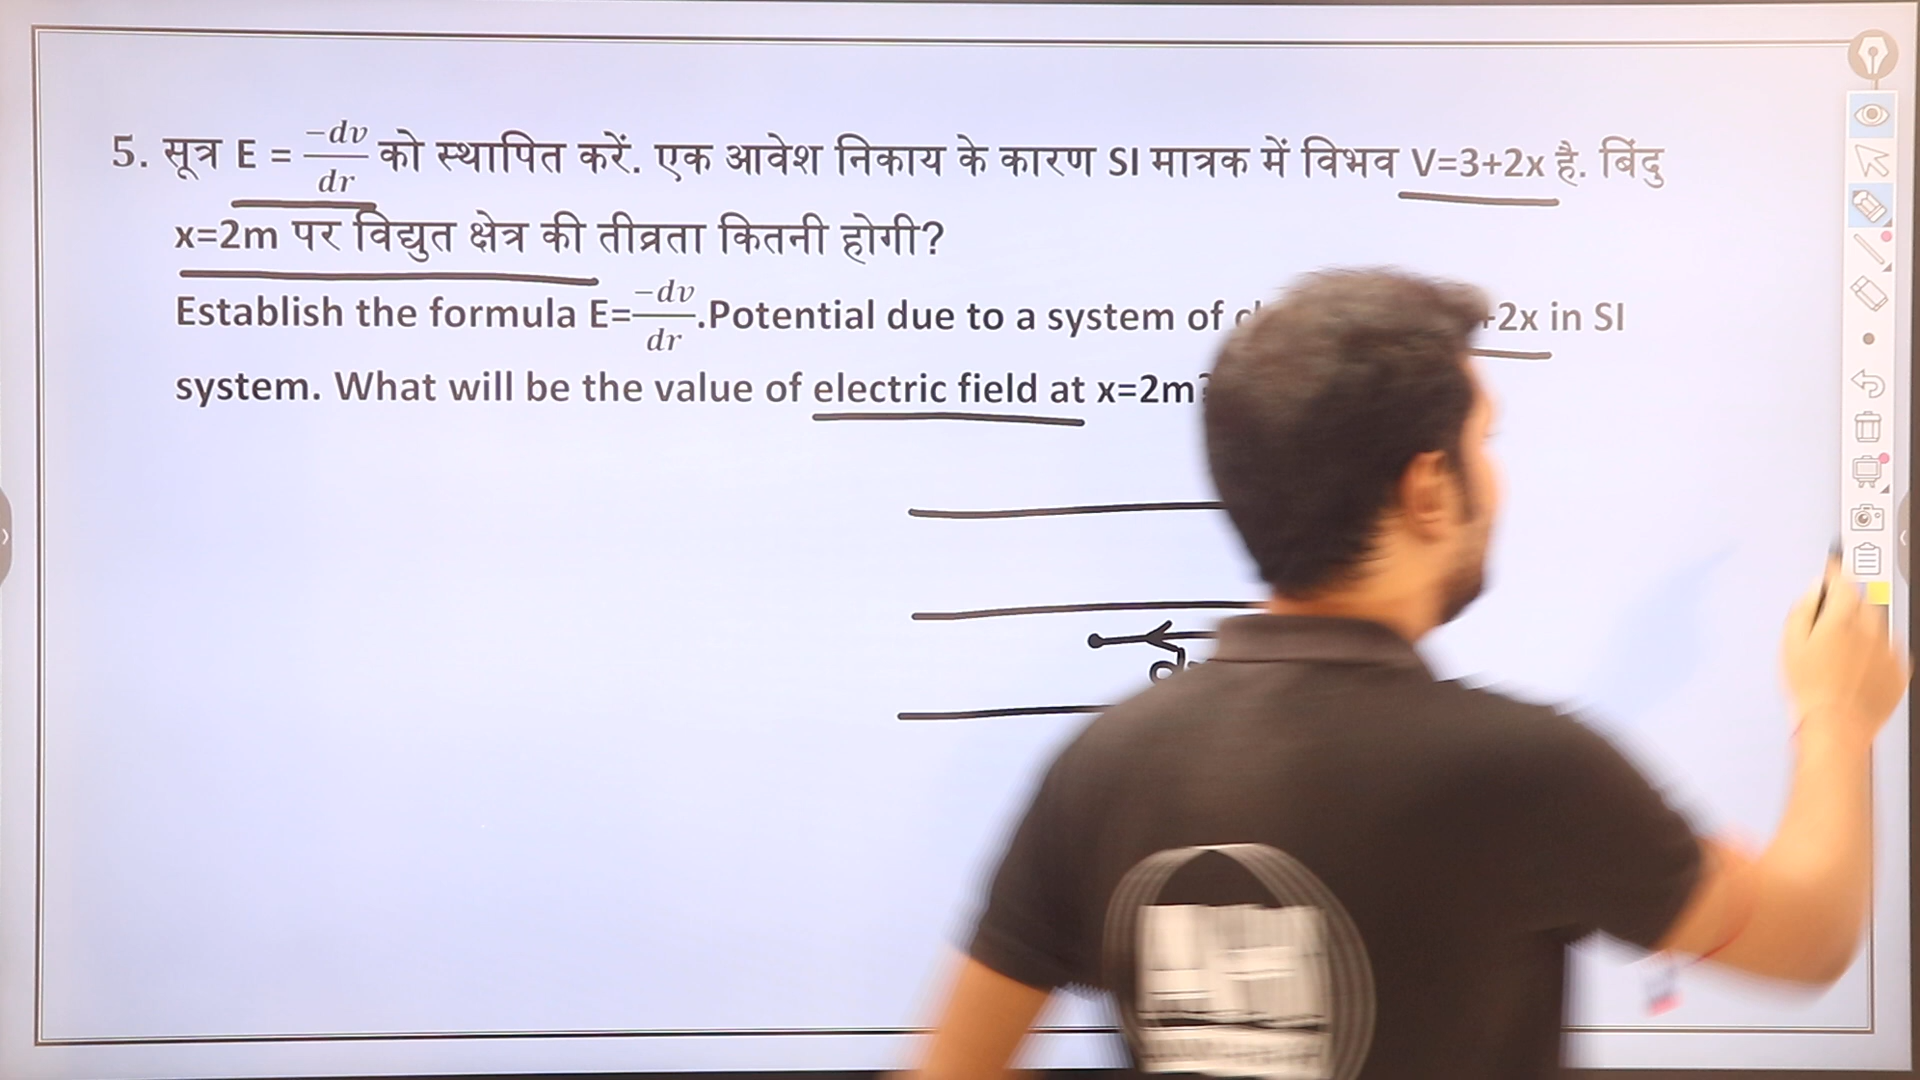 5. सूत्र E = −dv/dr को स्थापित करें. एक आवेश निकाय के कारण SI मात्रक में विभव V=3+2x है. बिंदु
x=2m पर विद्युत क्षेत्र की तीव्रता कितनी होगी?
Establish the formula E=−dv/dr.Potential due to a system of +2x in SI
system. What will be the value of electric field at x=2m?